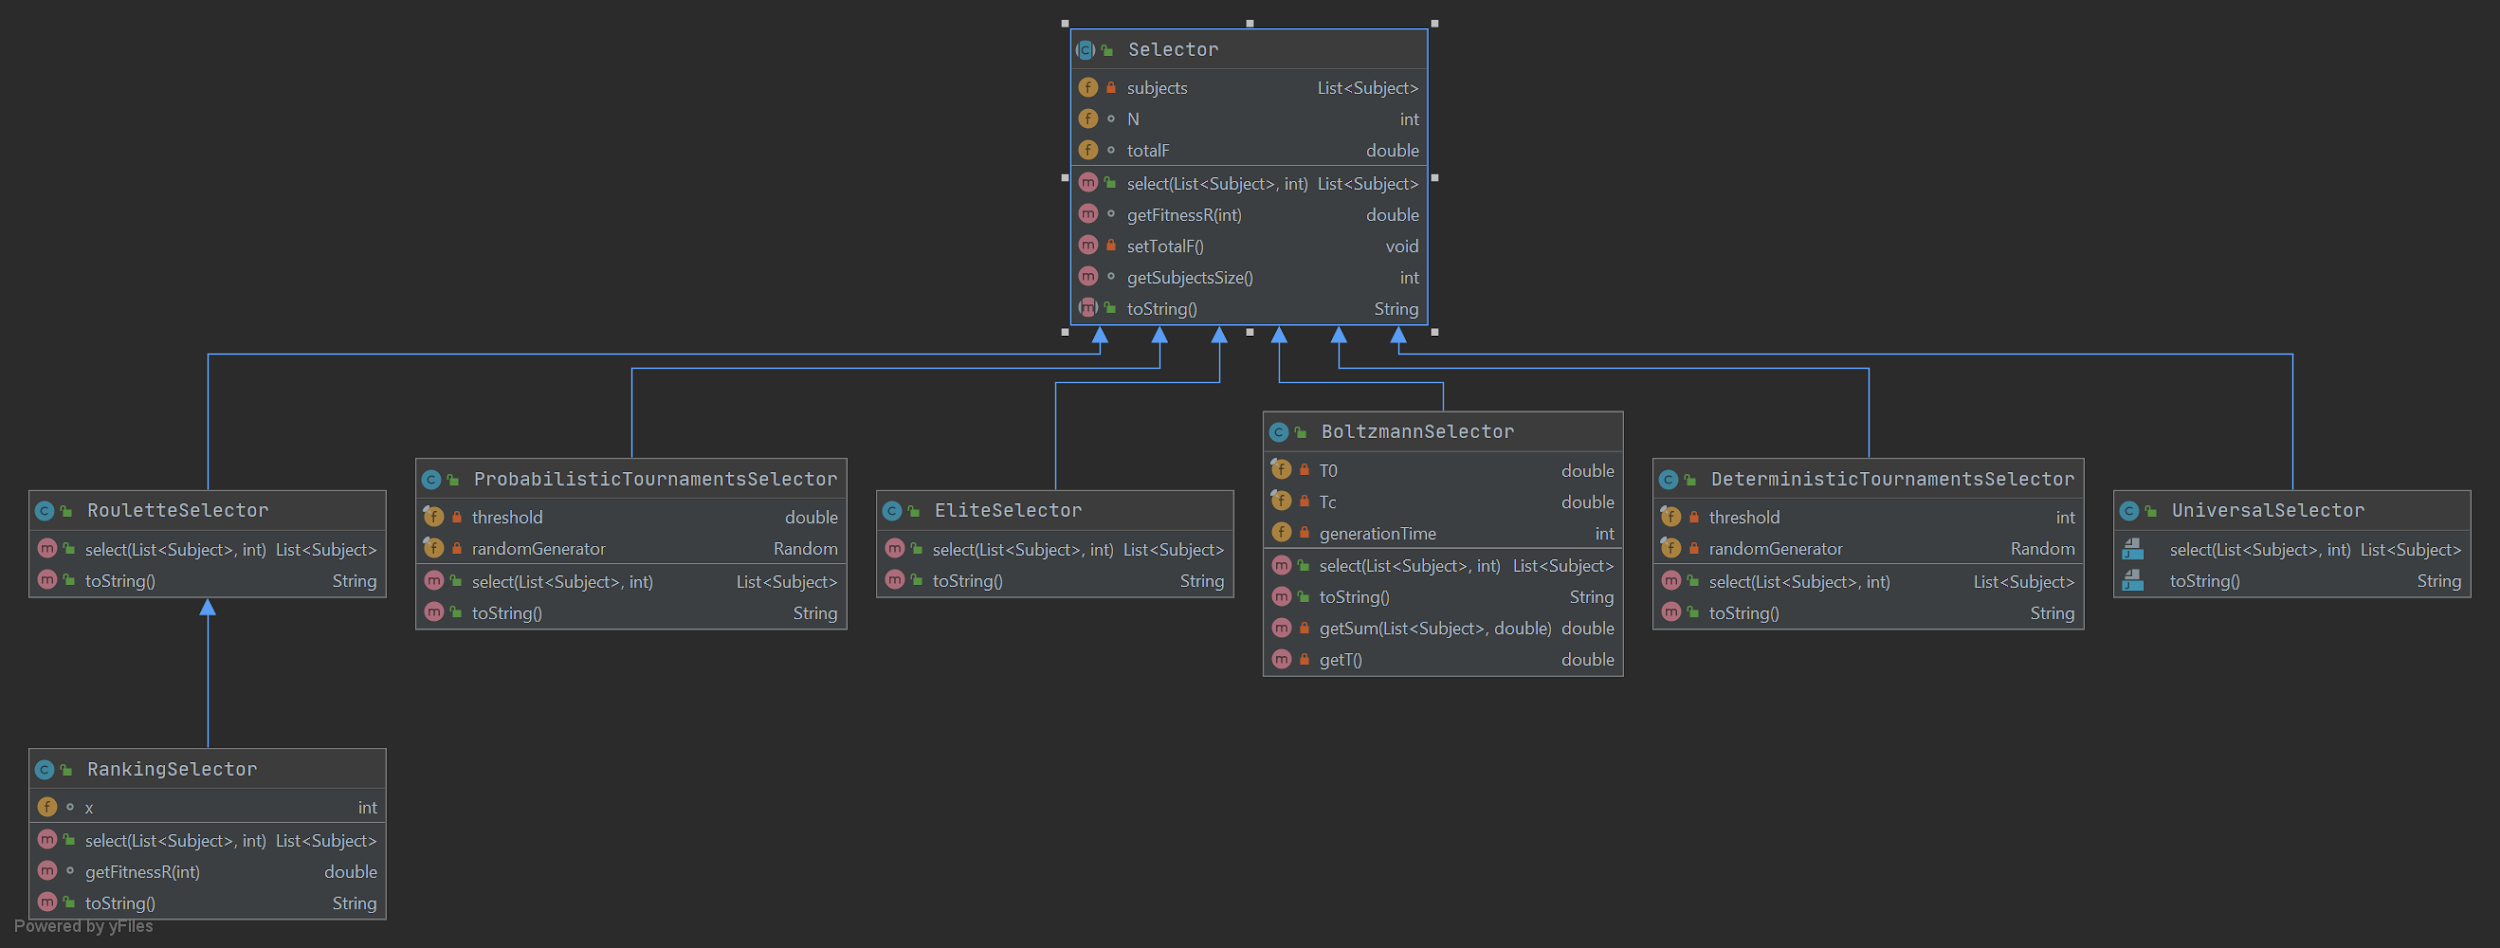 Selector
subjects List<Subject>
N int
totalF double
select(List<Subject>, int) List<Subject>
getFitnessR(int) double
setTotalF() void
getSubjectsSize() int
toString() String
RouletteSelector
select(List<Subject>, int) List<Subject>
toString() String
ProbabilisticTournamentsSelector
threshold double
randomGenerator Random
select(List<Subject>, int) List<Subject>
toString() String
EliteSelector
select(List<Subject>, int) List<Subject>
toString() String
BoltzmannSelector
T0 double
Tc double
generationTime int
select(List<Subject>, int) List<Subject>
toString() String
getSum(List<Subject>, double) double
getT() double
DeterministicTournamentsSelector
threshold int
randomGenerator Random
select(List<Subject>, int) List<Subject>
toString() String
UniversalSelector
select(List<Subject>, int) List<Subject>
toString() String
RankingSelector
x int
select(List<Subject>, int) List<Subject>
getFitnessR(int) double
toString() String
Powered by yFiles